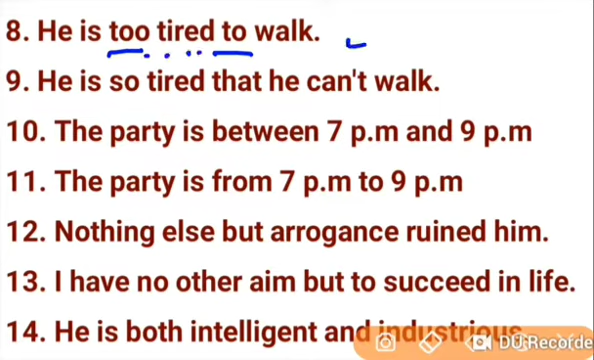 8. He is too tired to walk.
9. He is so tired that he can't walk.
10. The party is between 7 p.m and 9 p.m
11. The party is from 7 p.m to 9 p.m
12. Nothing else but arrogance ruined him.
13. I have no other aim but to succeed in life.
14. He is both intelligent and industrious
DU Recorde